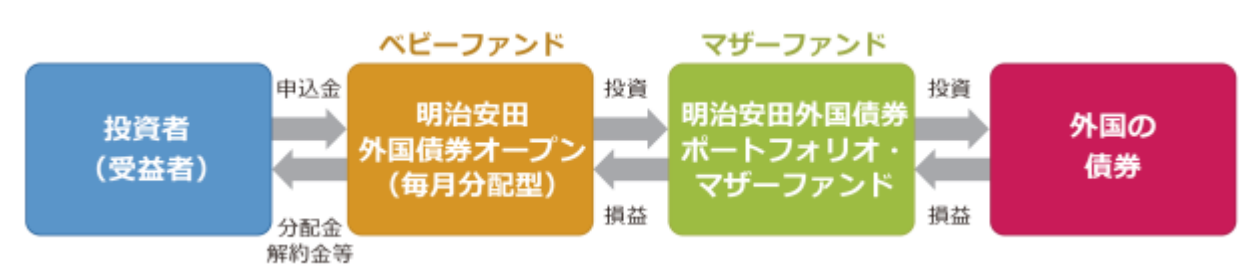 ベビーファンド
マザーファンド
投資者
（受益者）
申込金
分配金
解約金等
明治安田
外国債券オープン
（毎月分配型）
投資
損益
明治安田外国債券
ポートフォリオ・
マザーファンド
投資
損益
外国の
債券